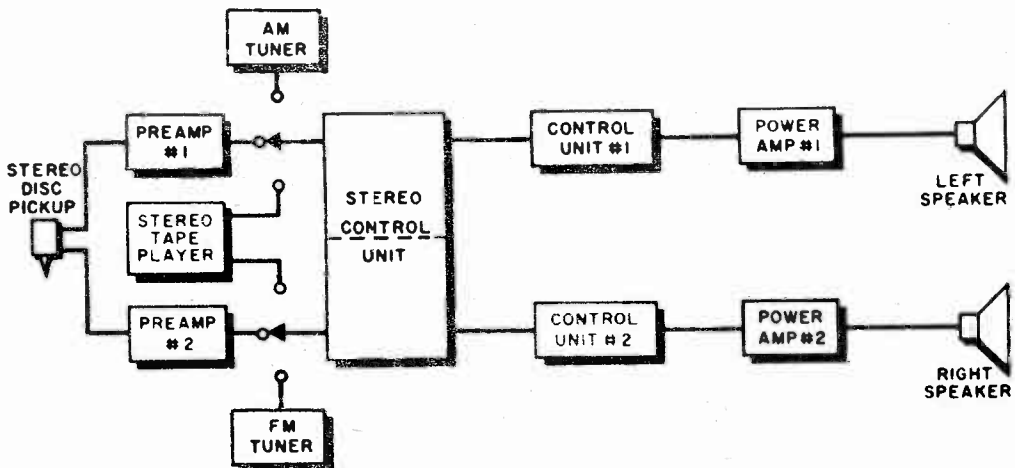 AM
TUNER
PREAMP
#1
STEREO
DISC
PICKUP
STEREO
TAPE
PLAYER
PREAMP
#2
FM
TUNER
STEREO
CONTROL
UNIT
CONTROL
UNIT #1
POWER
AMP #1
LEFT
SPEAKER
CONTROL
UNIT #2
POWER
AMP #2
RIGHT
SPEAKER